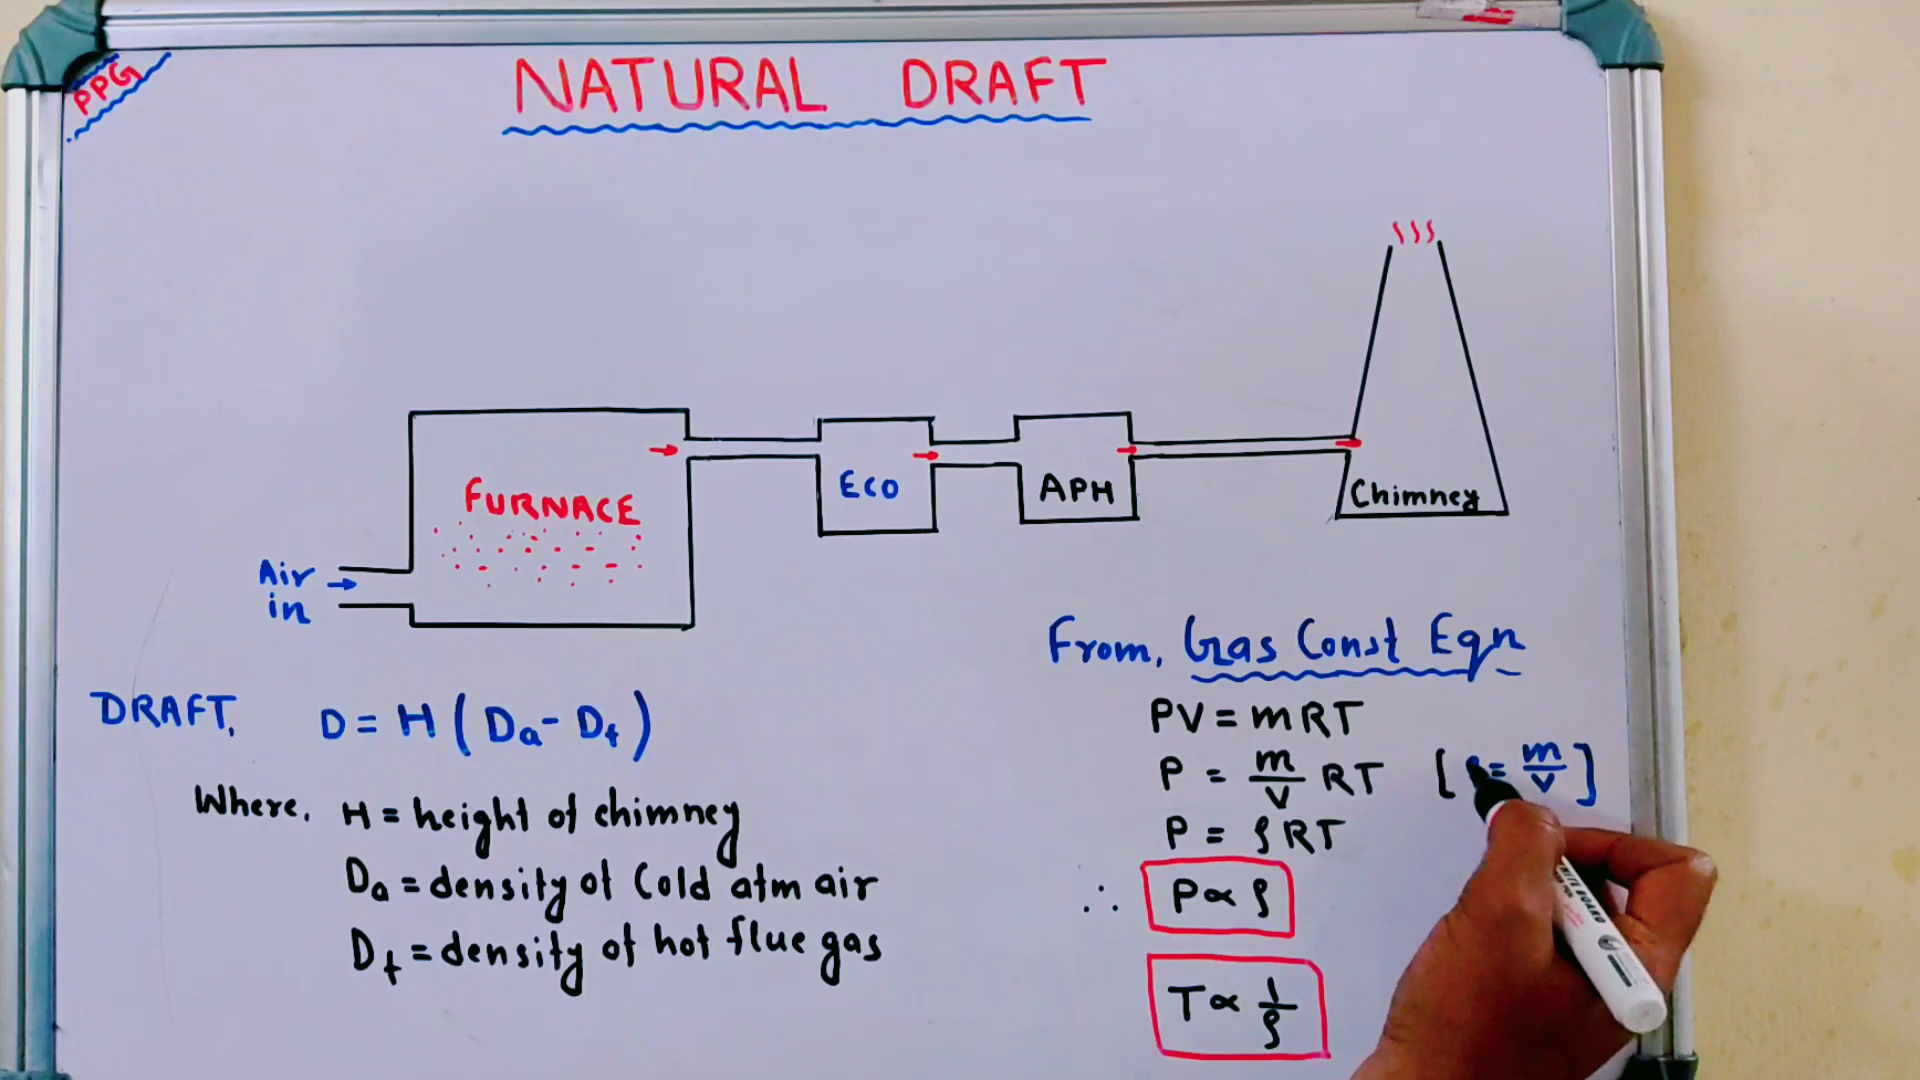 PPG
NATURAL DRAFT
FURNACE
ECO
APH
Chimney
Air
in
DRAFT, D = H (Da - Df)
Where, H = height of chimney
Da = density of Cold atm air
Df = density of hot flue gas
From, Gas Const Eqn
PV = mRT
P = m/V RT [ρ = m/V]
P = ρRT
∴ P ∝ ρ
T ∝ 1/ρ